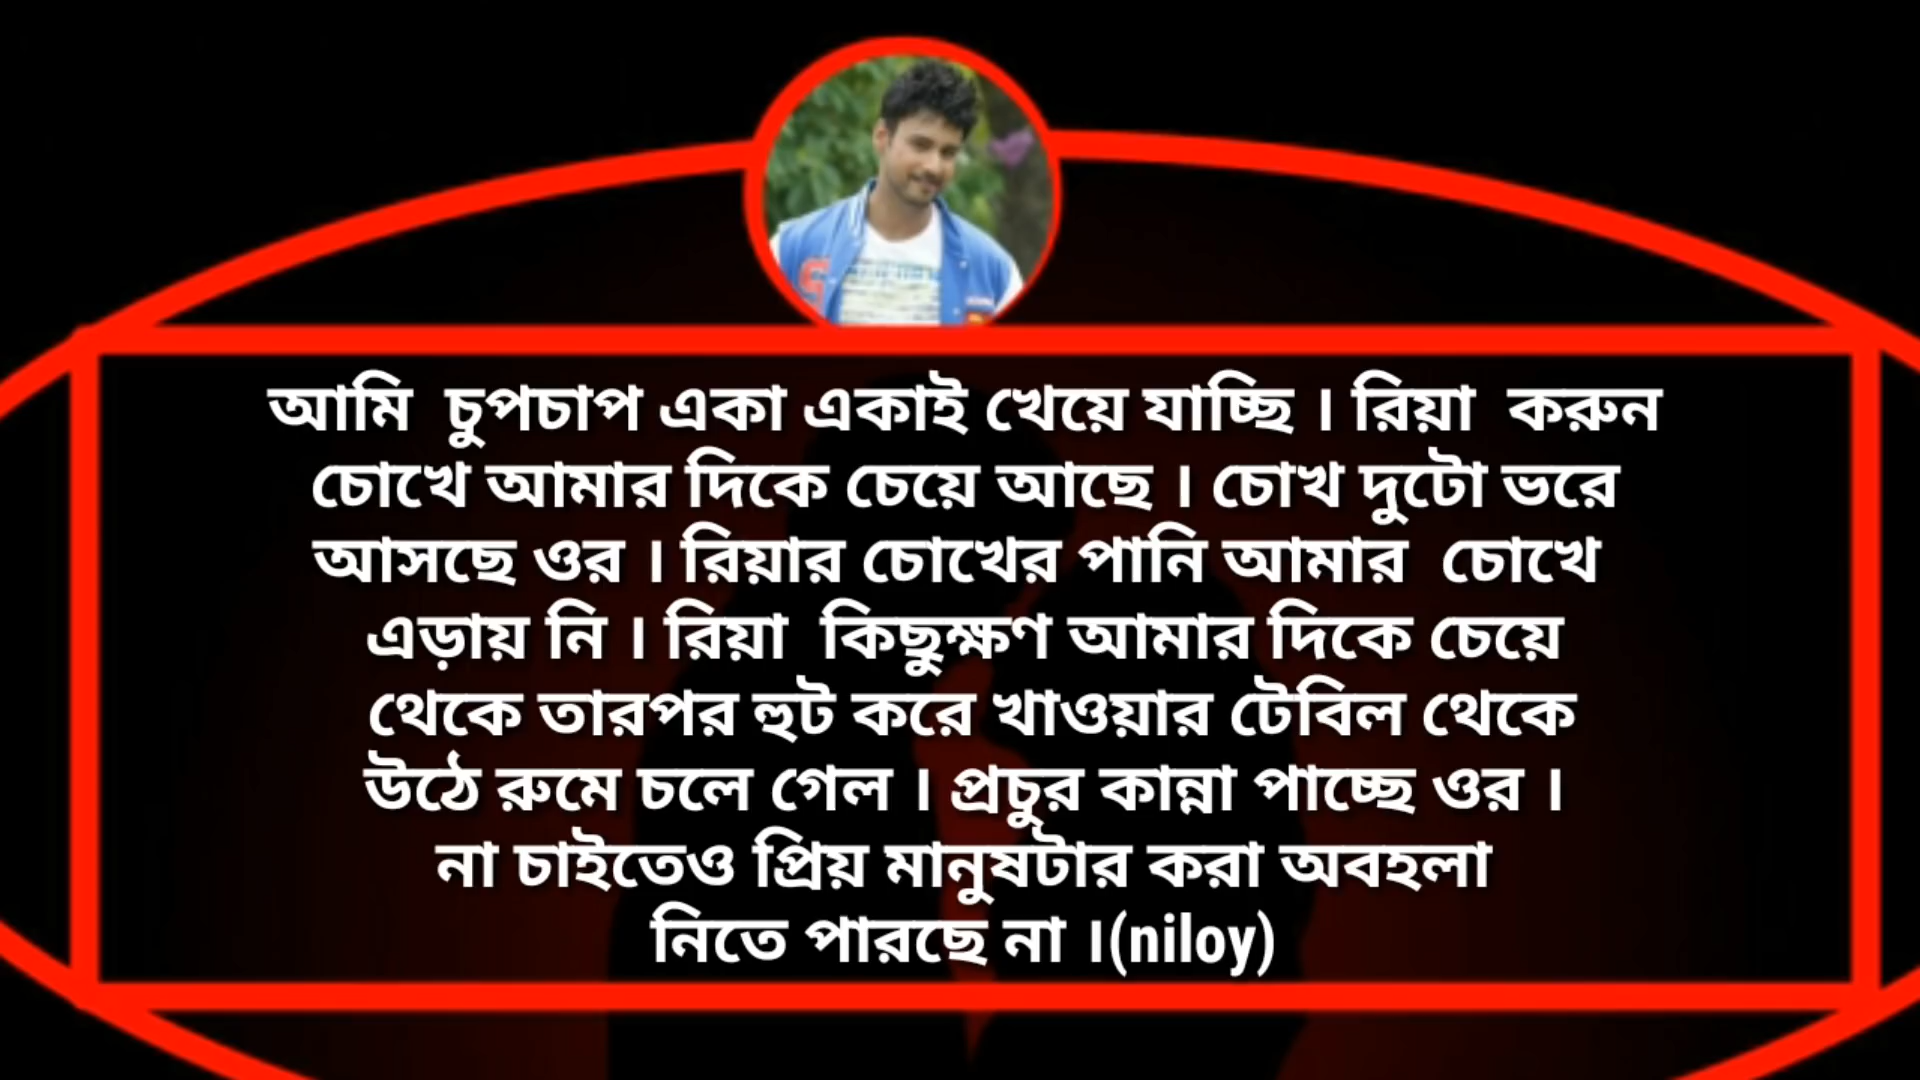 আমি চুপচাপ একা একাই খেয়ে যাচ্ছি । রিয়া করুন
চোখে আমার দিকে চেয়ে আছে । চোখ দুটো ভরে
আসছে ওর । রিয়ার চোখের পানি আমার চোখে
এড়ায় নি । রিয়া কিছুক্ষণ আমার দিকে চেয়ে
থেকে তারপর হুট করে খাওয়ার টেবিল থেকে
উঠে রুমে চলে গেল । প্রচুর কান্না পাচ্ছে ওর ।
না চাইতেও প্রিয় মানুষটার করা অবহলা
নিতে পারছে না ।(niloy)